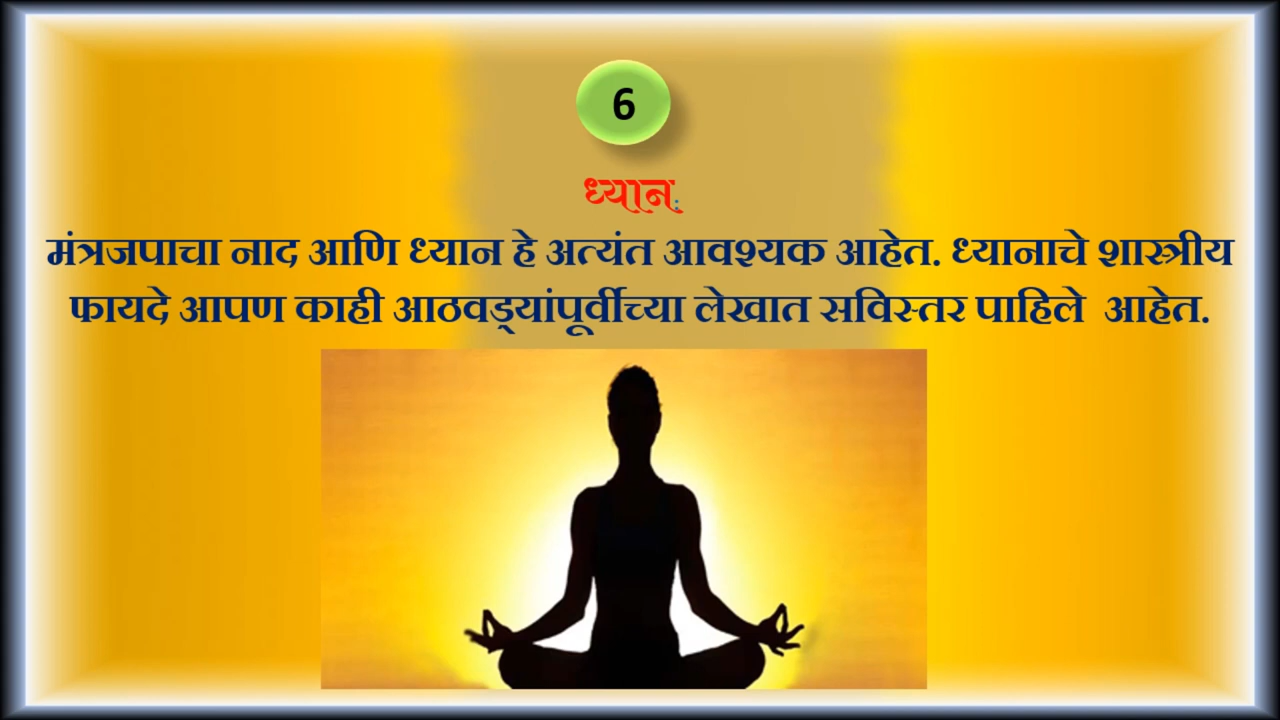 6
ध्यान:
मंत्रजपाचा नाद आणि ध्यान हे अत्यंत आवश्यक आहेत. ध्यानाचे शास्त्रीय
फायदे आपण काही आठवड्यांपूर्वीच्या लेखात सविस्तर पाहिले आहेत.